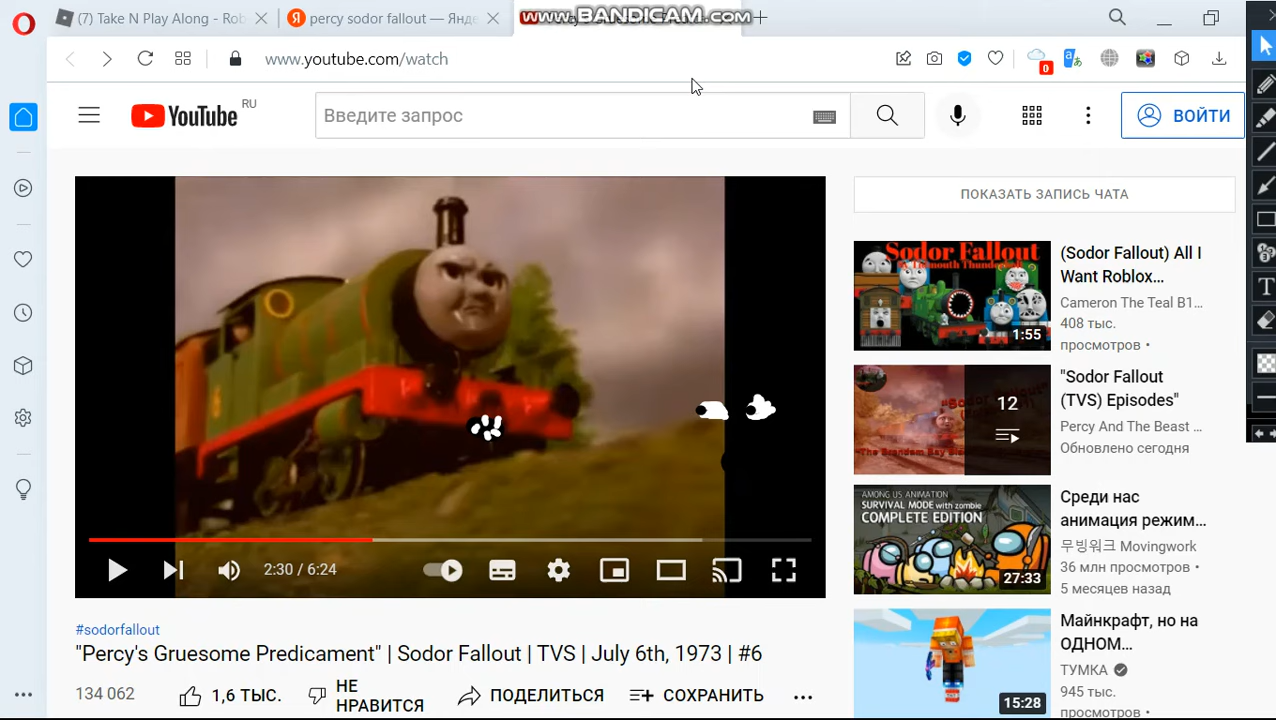 (7) Take N Play Along - Rob
percy sodor fallout — Янде
www.BANDICAM.com
www.youtube.com/watch
0
YouTube RU
Введите запрос
ВОЙТИ
ПОКАЗАТЬ ЗАПИСЬ ЧАТА
Sodor Fallout
1:55
(Sodor Fallout) All I
Want Roblox...
Cameron The Teal B1...
408 тыс.
просмотров •
12
"Sodor Fallout
(TVS) Episodes"
Percy And The Beast ...
Обновлено сегодня
AMONG US ANIMATION
SURVIVAL MODE with zombie
COMPLETE EDITION
27:33
Среди нас
анимация режим...
무빙워크 Movingwork
36 млн просмотров •
5 месяцев назад
2:30 / 6:24
15:28
Майнкрафт, но на
ОДНОМ...
ТУМКА
945 тыс.
просмотров •
#sodorfallout
"Percy's Gruesome Predicament" | Sodor Fallout | TVS | July 6th, 1973 | #6
134 062
1,6 ТЫС.
НЕ
НРАВИТСЯ
ПОДЕЛИТЬСЯ
СОХРАНИТЬ
T